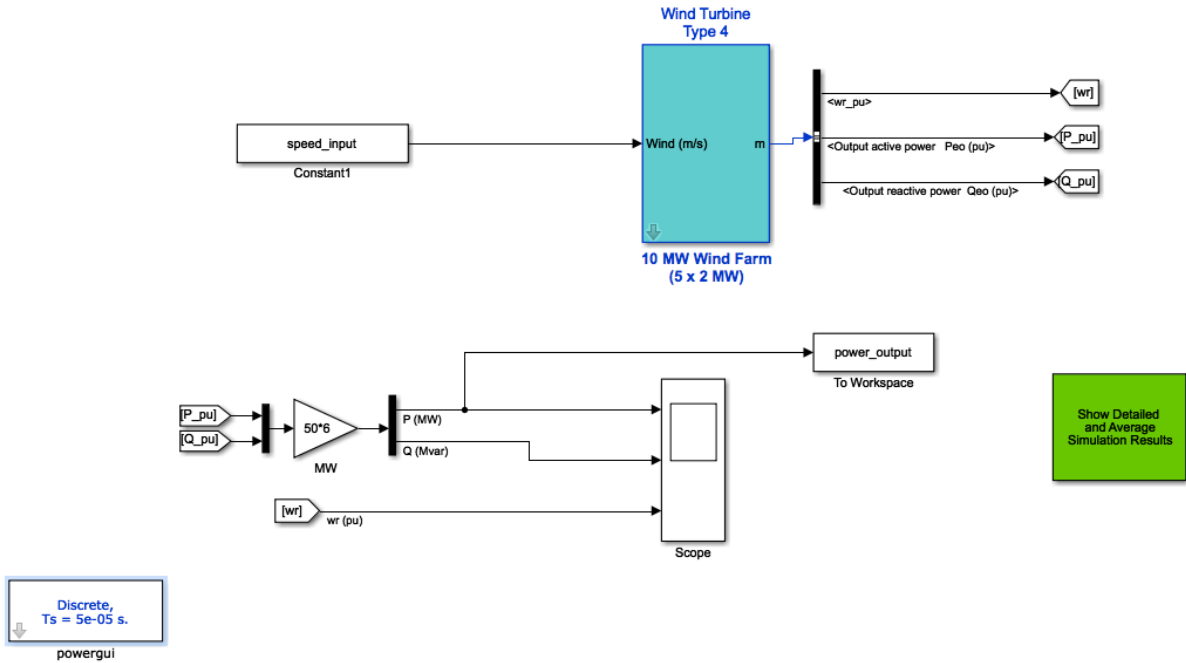 Wind Turbine
Type 4
speed_input
Constant1
Wind (m/s)
m
<wr_pu>
[wr]
<Output active power   Peo (pu)>
[P_pu]
<Output reactive power  Qeo (pu)>
[Q_pu]
10 MW Wind Farm
(5 x 2 MW)
power_output
To Workspace
[P_pu]
[Q_pu]
50*6
MW
P (MW)
Q (Mvar)
[wr]
wr (pu)
Scope
Show Detailed
and Average
Simulation Results
Discrete,
Ts = 5e-05 s.
powergui